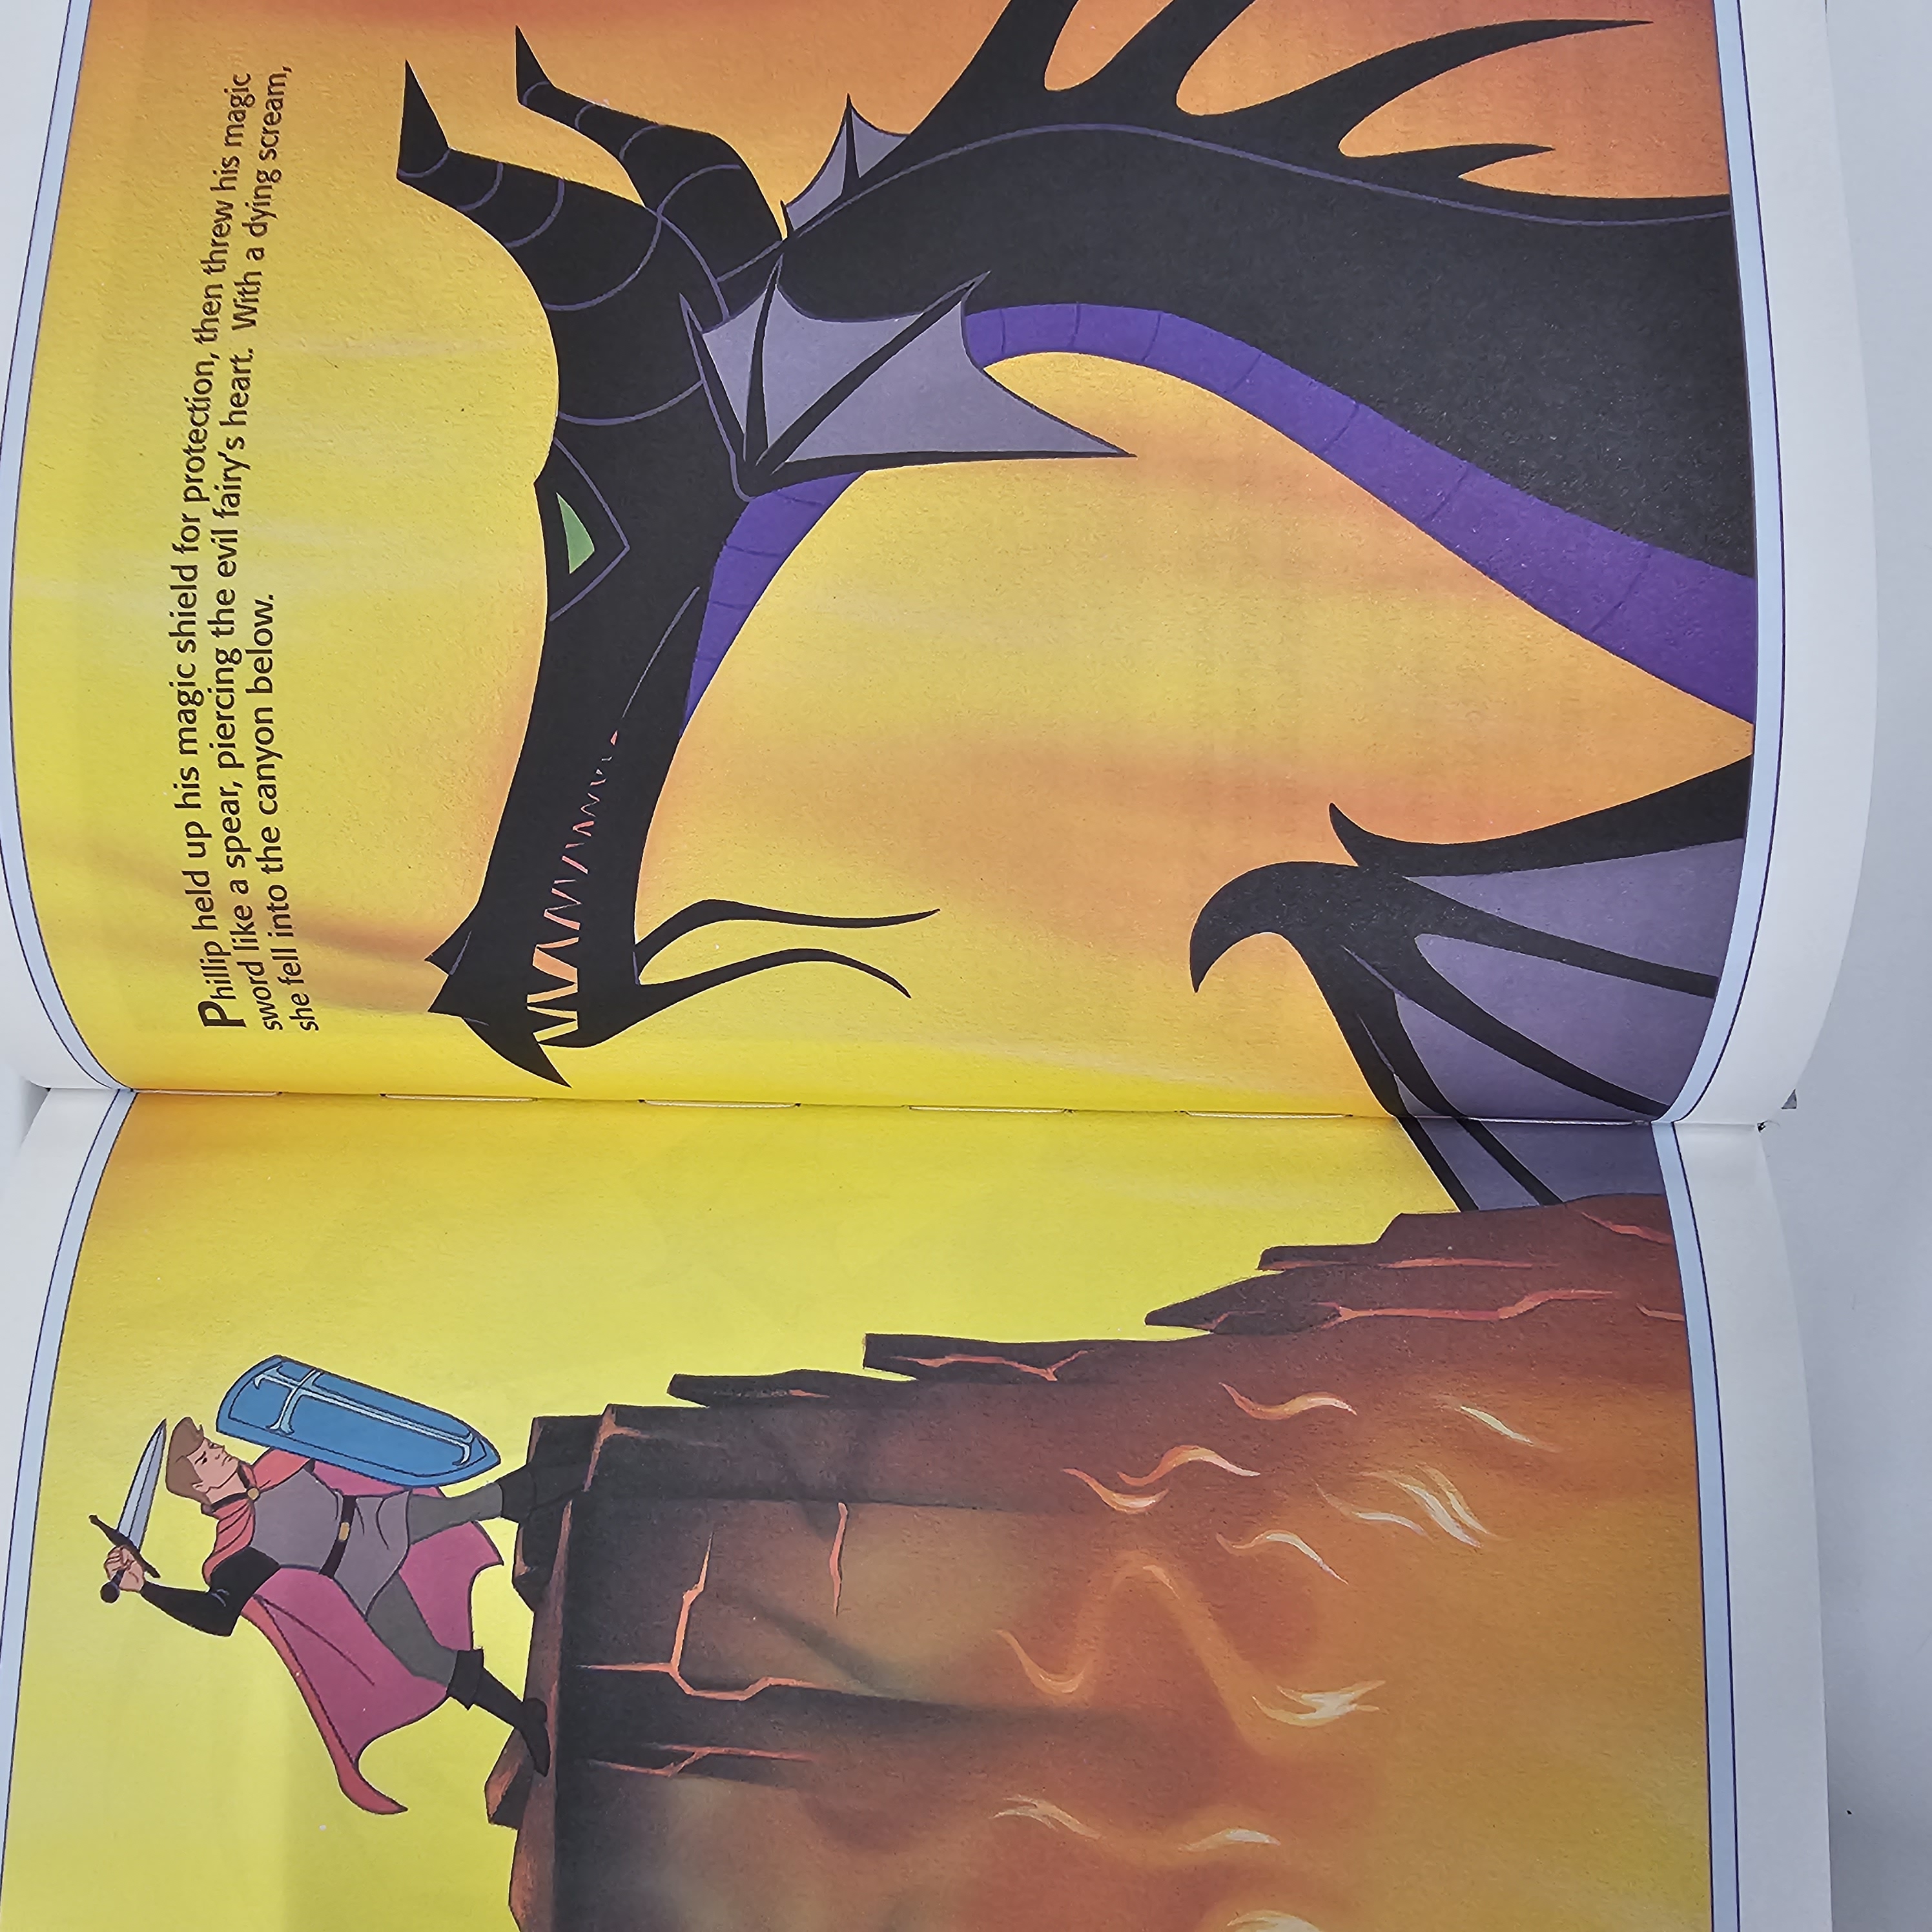 Phillip held up his magic shield for protection, then threw his magic
sword like a spear, piercing the evil fairy's heart. With a dying scream,
she fell into the canyon below.